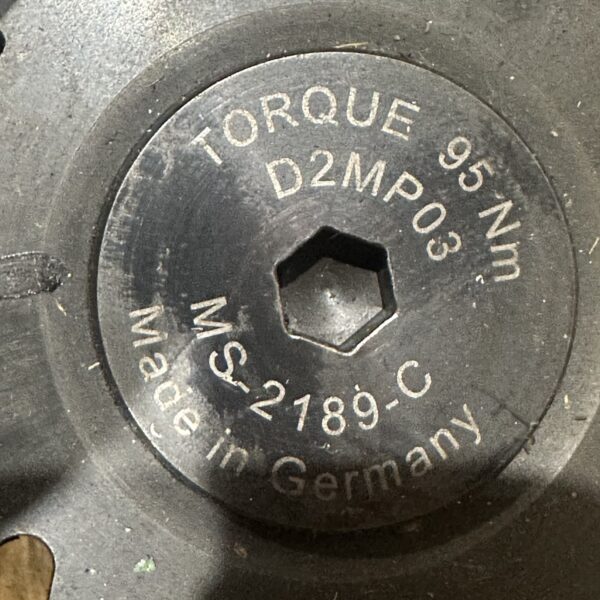 TORQUE 95 Nm
D2MP03
MS-2189-C
Made in Germany